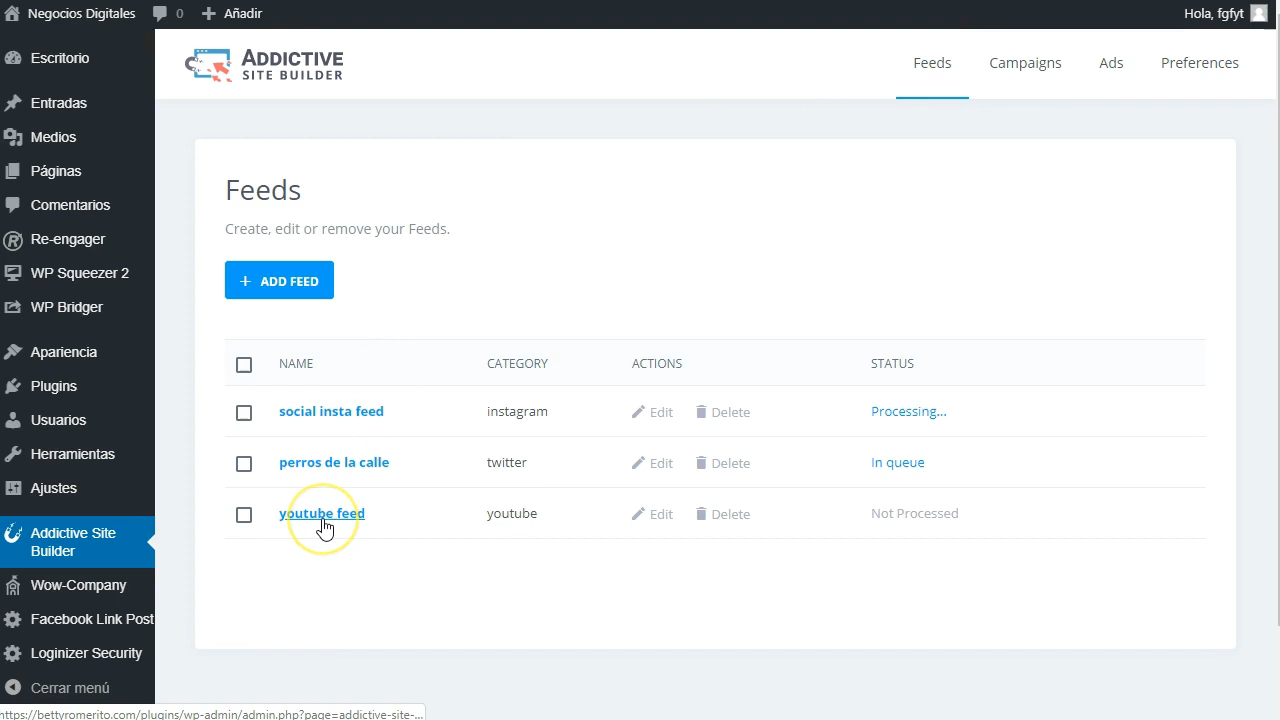 Negocios Digitales 0 Añadir Hola, fgfyt
Escritorio
Entradas
Medios
Páginas
Comentarios
Re-engager
WP Squeezer 2
WP Bridger
Apariencia
Plugins
Usuarios
Herramientas
Ajustes
Addictive Site
Builder
Wow-Company
Facebook Link Post
Loginizer Security
Cerrar menú
ADDICTIVE
SITE BUILDER
Feeds Campaigns Ads Preferences
Feeds
Create, edit or remove your Feeds.
+ ADD FEED
NAME CATEGORY ACTIONS STATUS
social insta feed instagram Edit Delete Processing...
perros de la calle twitter Edit Delete In queue
youtube feed youtube Edit Delete Not Processed
https://bettyromerito.com/plugins/wp-admin/admin.php?page=addictive-site-...